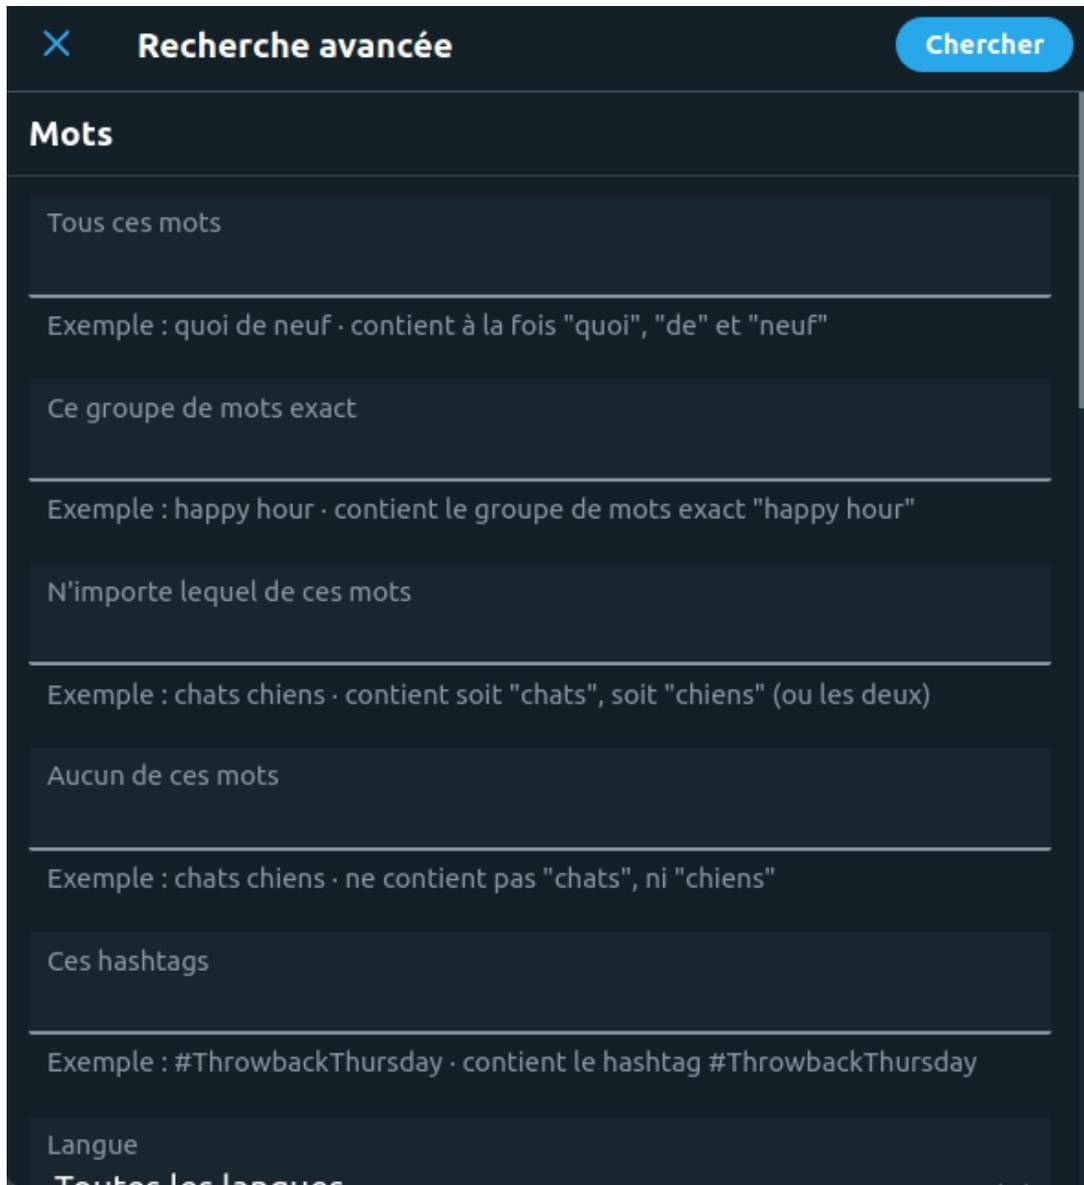 Recherche avancée
Chercher
Mots
Tous ces mots
Exemple : quoi de neuf · contient à la fois "quoi", "de" et "neuf"
Ce groupe de mots exact
Exemple : happy hour · contient le groupe de mots exact "happy hour"
N'importe lequel de ces mots
Exemple : chats chiens · contient soit "chats", soit "chiens" (ou les deux)
Aucun de ces mots
Exemple : chats chiens · ne contient pas "chats", ni "chiens"
Ces hashtags
Exemple : #ThrowbackThursday · contient le hashtag #ThrowbackThursday
Langue
Toutes les langues